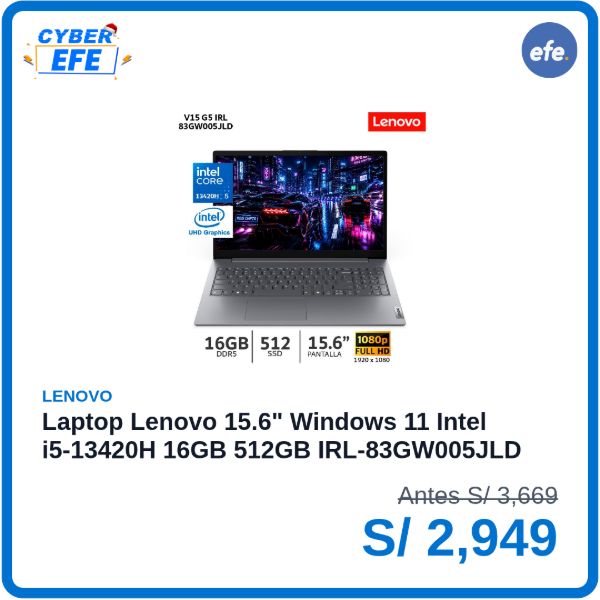 CYBER
EFE
efe.
V15 G5 IRL
83GW005JLD
Lenovo
intel
CORE
13420H 5
intel
UHD Graphics
16GB
DDR5
512
SSD
15.6”
PANTALLA
1080p
FULL HD
1920 x 1080
LENOVO
Laptop Lenovo 15.6" Windows 11 Intel
i5-13420H 16GB 512GB IRL-83GW005JLD
Antes S/ 3,669
S/ 2,949